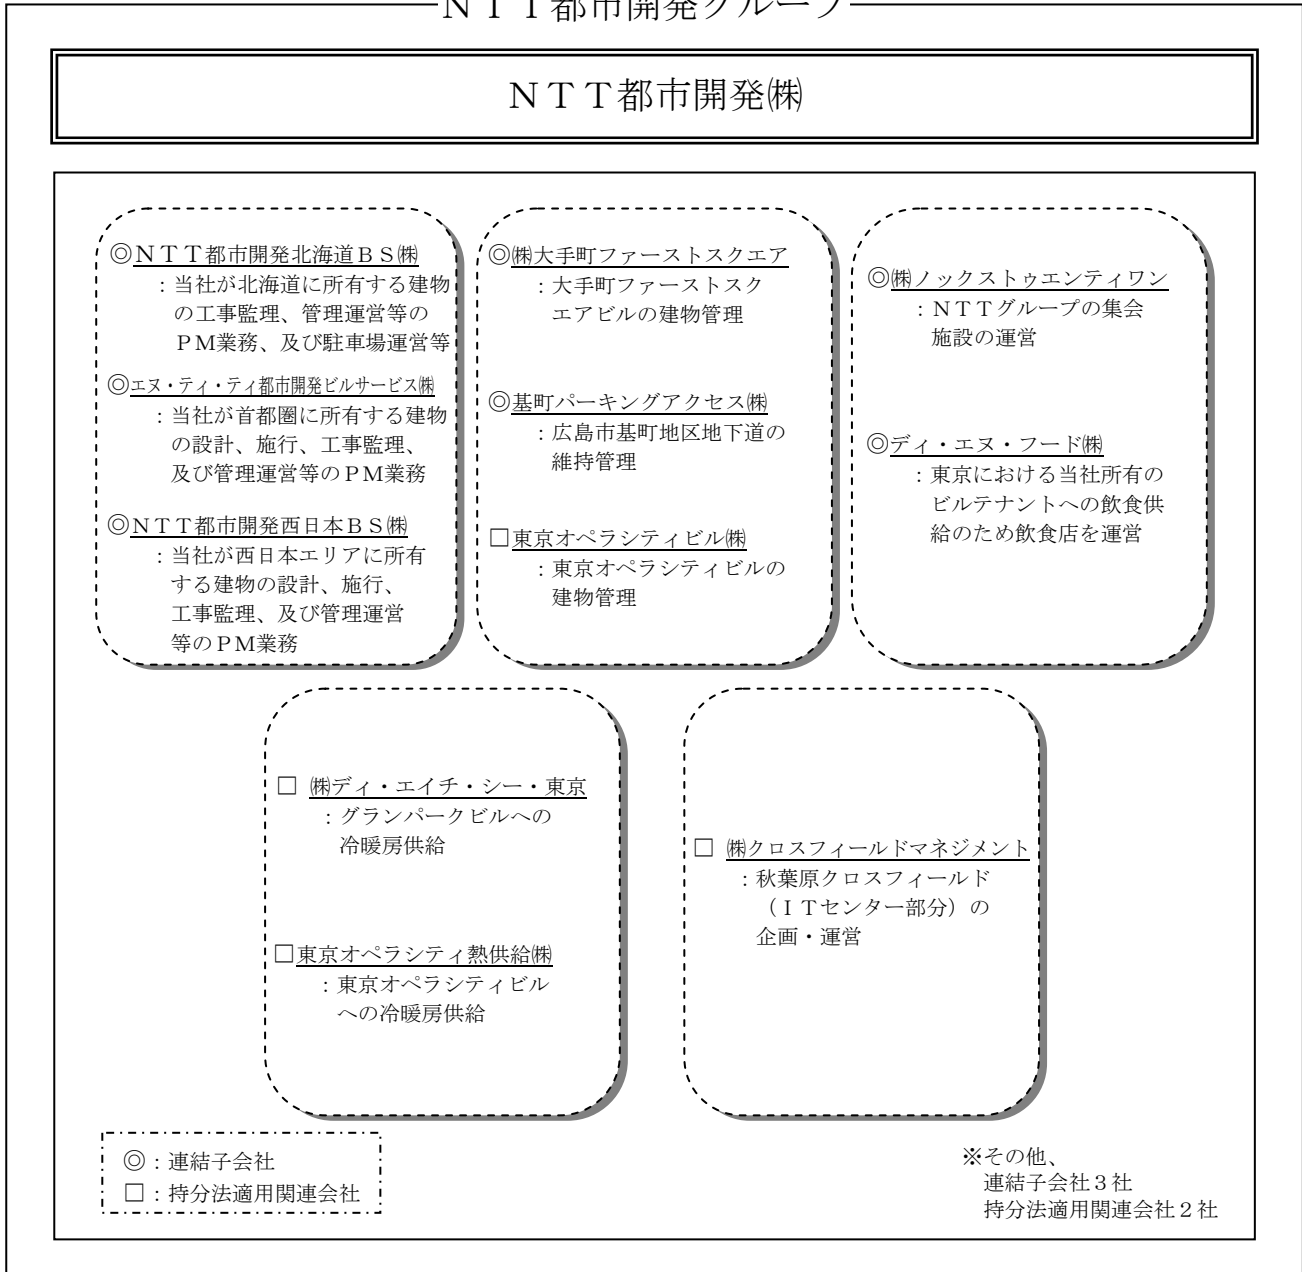 NTT都市開発グループ
NTT都市開発㈱
◎NTT都市開発北海道BS㈱
：当社が北海道に所有する建物
の工事監理、管理運営等の
PM業務、及び駐車場運営等
◎エヌ・ティ・ティ都市開発ビルサービス㈱
：当社が首都圏に所有する建物
の設計、施行、工事監理、
及び管理運営等のPM業務
◎NTT都市開発西日本BS㈱
：当社が西日本エリアに所有
する建物の設計、施行、
工事監理、及び管理運営
等のPM業務
◎㈱大手町ファーストスクエア
：大手町ファーストスク
エアビルの建物管理
◎基町パーキングアクセス㈱
：広島市基町地区地下道の
維持管理
□東京オペラシティビル㈱
：東京オペラシティビルの
建物管理
◎㈱ノックストゥエンティワン
：NTTグループの集会
施設の運営
◎ディ・エヌ・フード㈱
：東京における当社所有の
ビルテナントへの飲食供
給のため飲食店を運営
□ ㈱ディ・エイチ・シー・東京
：グランパークビルへの
冷暖房供給
□東京オペラシティ熱供給㈱
：東京オペラシティビル
への冷暖房供給
□ ㈱クロスフィールドマネジメント
：秋葉原クロスフィールド
（ITセンター部分）の
企画・運営
◎：連結子会社
□：持分法適用関連会社
※その他、
連結子会社3社
持分法適用関連会社2社